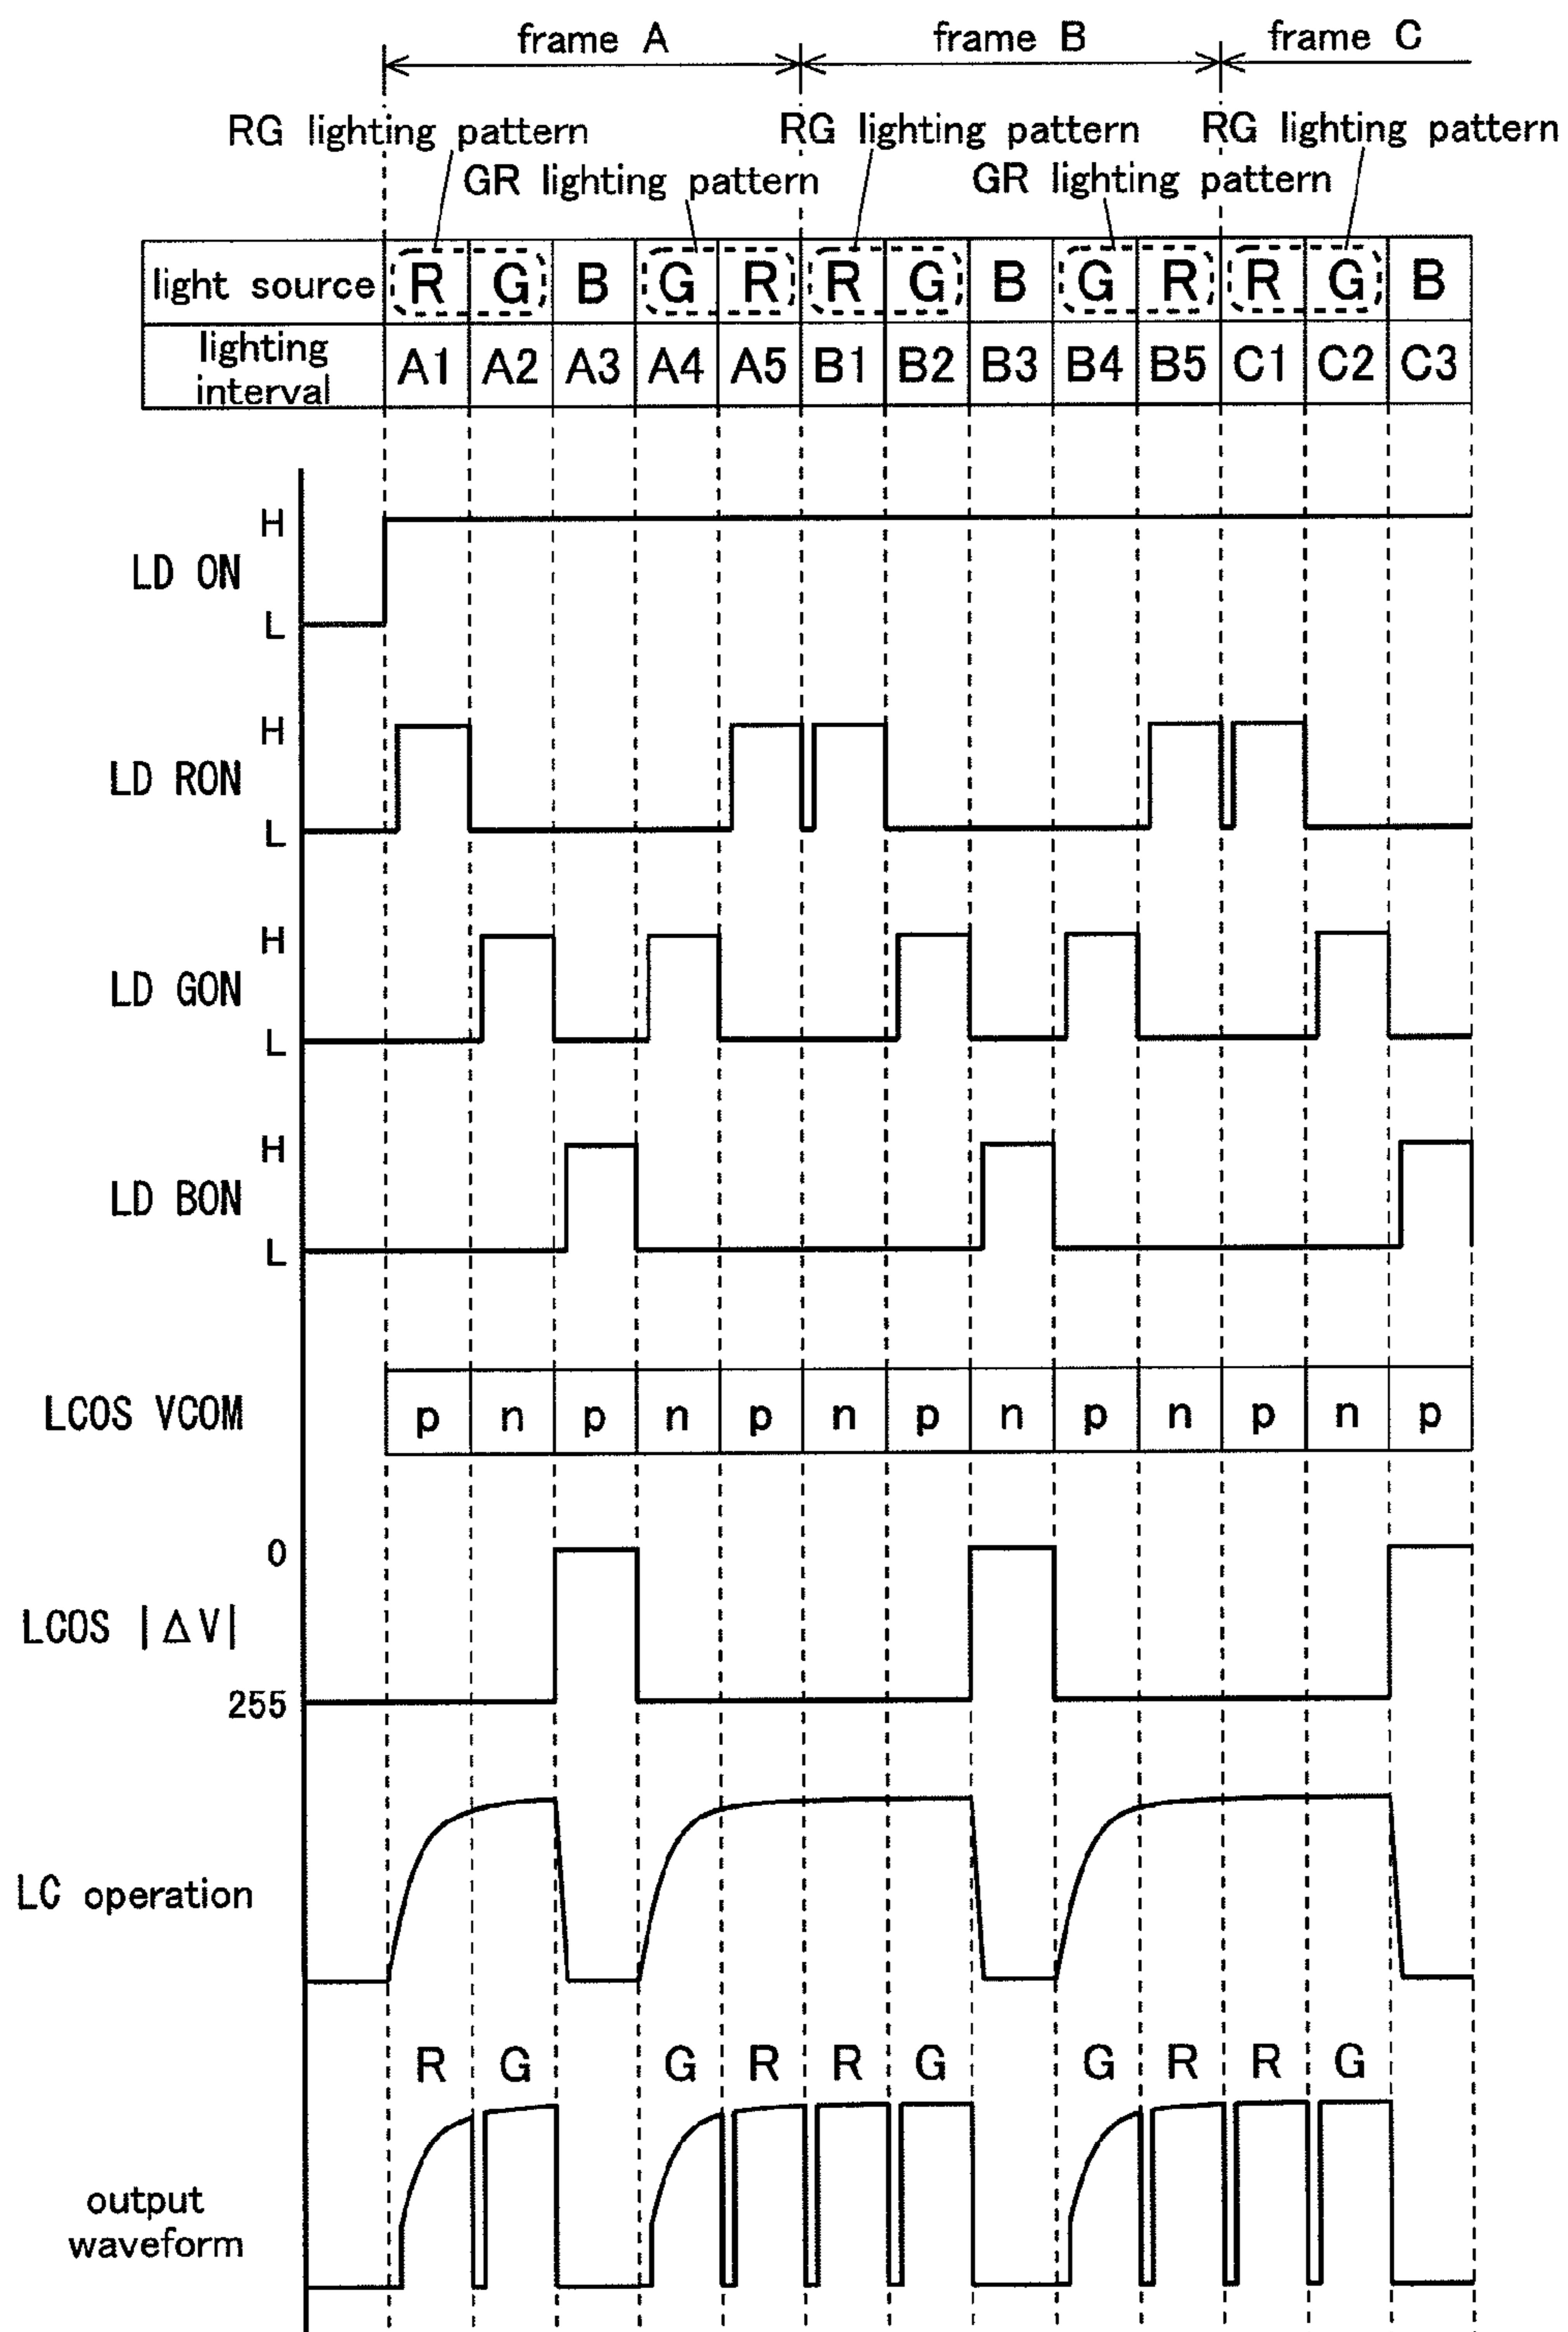 frame A frame B frame C
RG lighting pattern RG lighting pattern RG lighting pattern
GR lighting pattern GR lighting pattern
light source R G B G R R G B G R R G B
lighting interval A1 A2 A3 A4 A5 B1 B2 B3 B4 B5 C1 C2 C3
H
LD ON
L
H
LD RON
L
H
LD GON
L
H
LD BON
L
LCOS VCOM p n p n p n p n p n p n p
0
LCOS |ΔV|
255
LC operation
R G G R R G G R R G
output
waveform